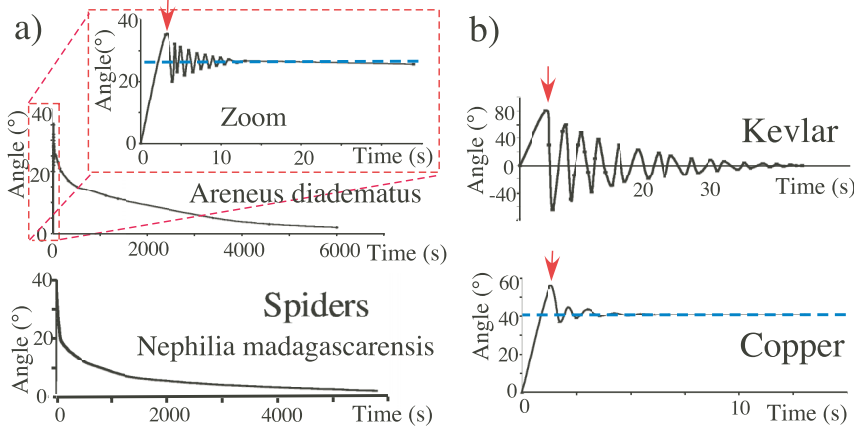 a)
40
Angle(°)
20
0
Zoom
0 10 20
Time (s)
40
Angle (°)
20
0
Areneus diadematus
0 2000 4000 6000
Time (s)
40
Angle (°)
20
0
Spiders
Nephilia madagascarensis
0 2000 4000
Time (s)
b)
80
40
0
-40
Angle (°)
Kevlar
20 30
Time (s)
60
40
20
0
Angle (°)
Copper
0 10 15
Time (s)